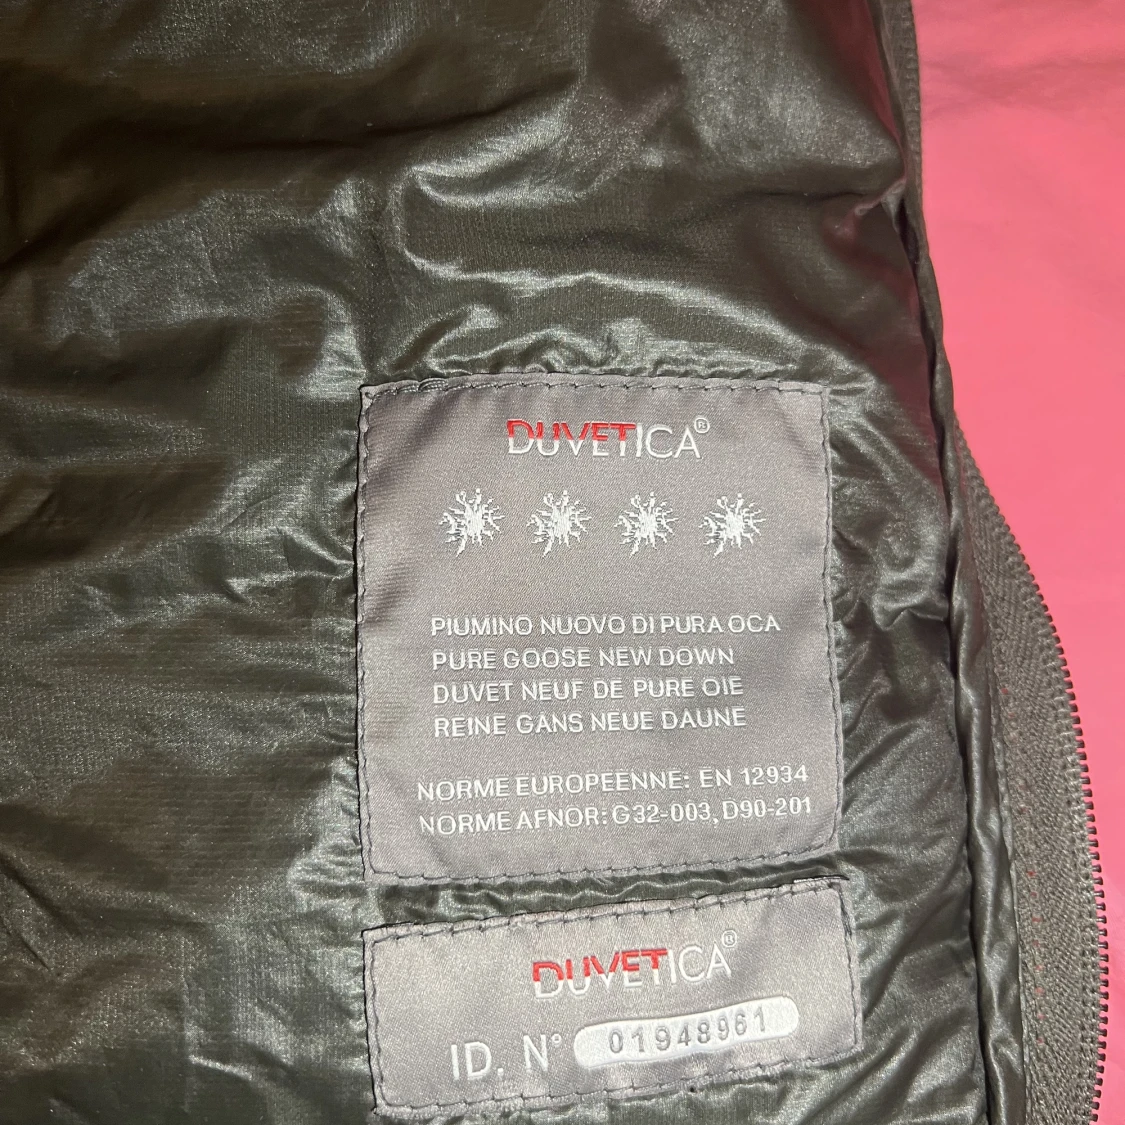 DUVETICA®
PIUMINO NUOVO DI PURA OCA
PURE GOOSE NEW DOWN
DUVET NEUF DE PURE OIE
REINE GANS NEUE DAUNE
NORME EUROPEENNE: EN 12934
NORME AFNOR: G32-003, D90-201
DUVETICA®
ID. N° 01948961